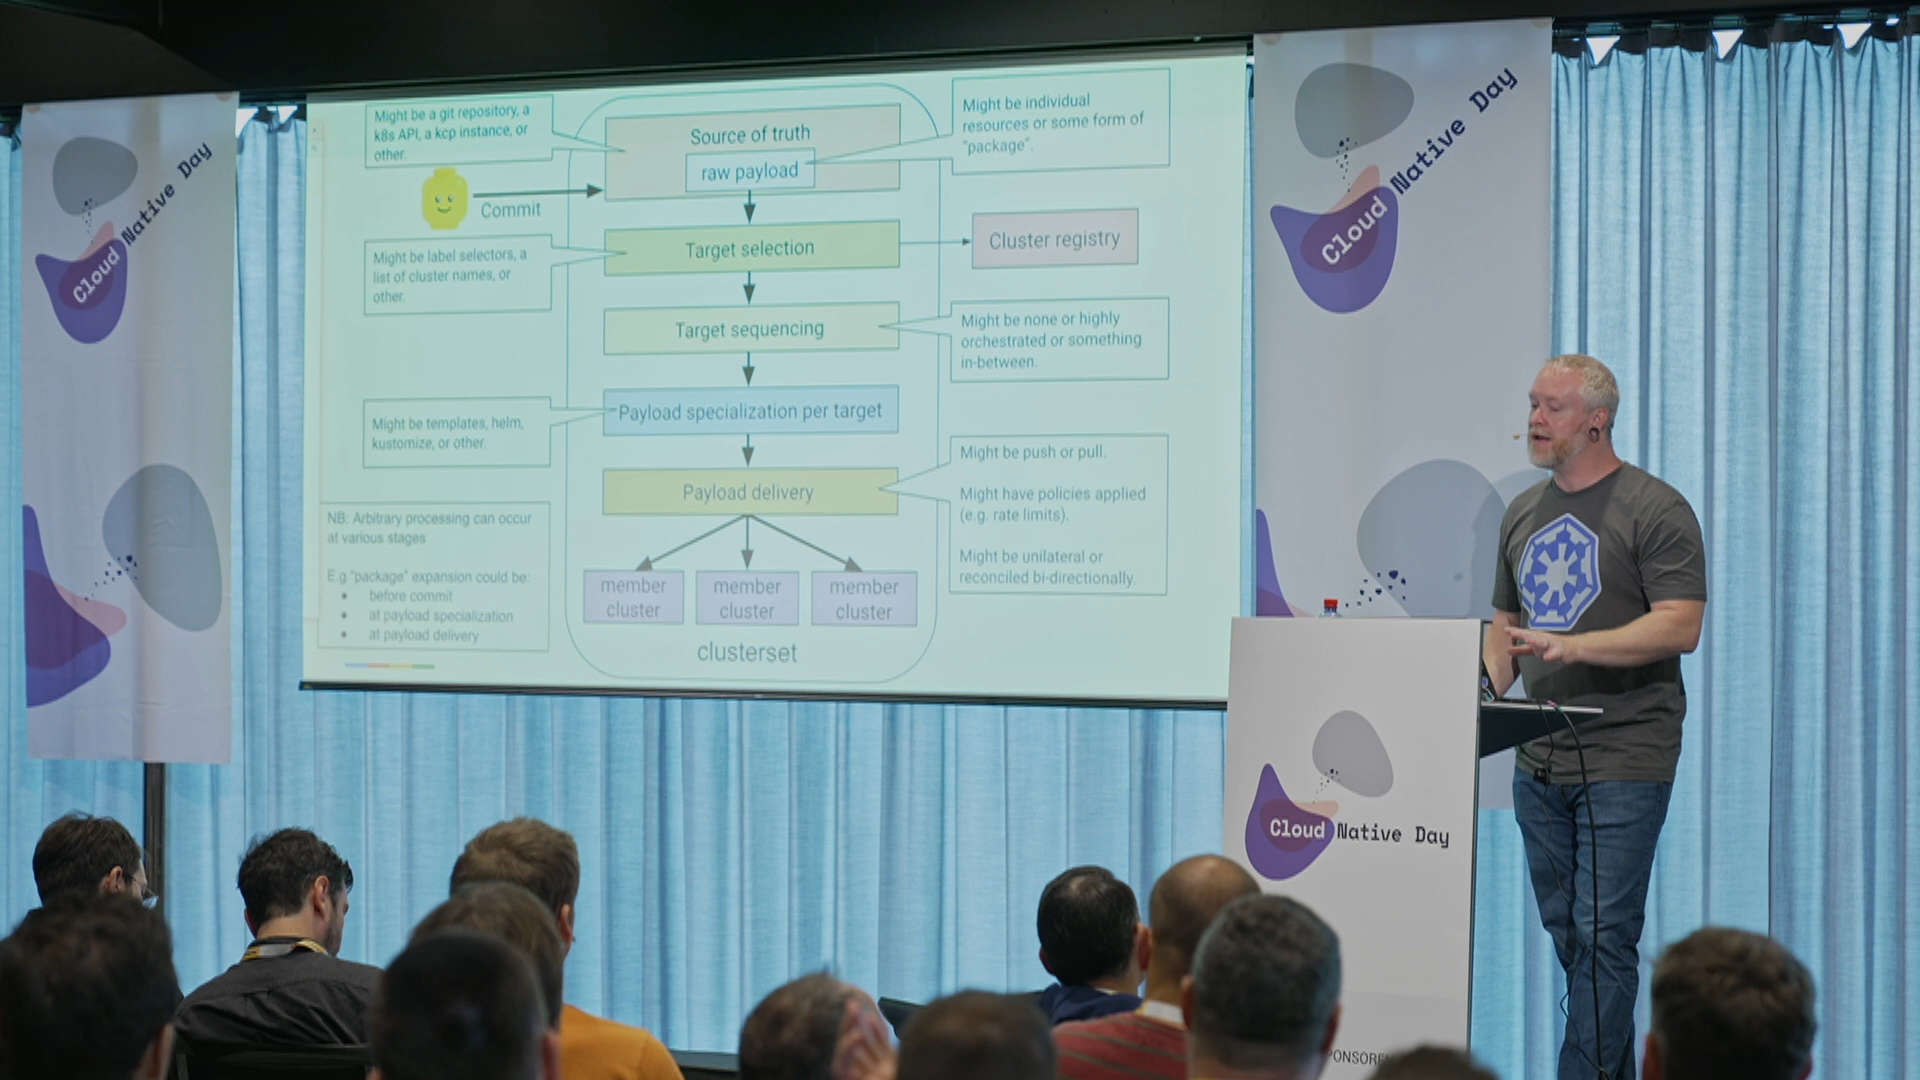 Cloud Native Day
Might be a git repository, a
k8s API, a kcp instance, or
other.
Source of truth
raw payload
Might be individual
resources or some form of
"package".
Commit
Might be label selectors, a
list of cluster names, or
other.
Target selection
Cluster registry
Target sequencing
Might be none or highly
orchestrated or something
in-between.
Might be templates, helm,
kustomize, or other.
Payload specialization per target
Payload delivery
Might be push or pull.
Might have policies applied
(e.g. rate limits).
Might be unilateral or
reconciled bi-directionally.
NB: Arbitrary processing can occur
at various stages
E.g "package" expansion could be:
• before commit
• at payload specialization
• at payload delivery
member
cluster
member
cluster
member
cluster
clusterset
Cloud Native Day
Cloud Native Day